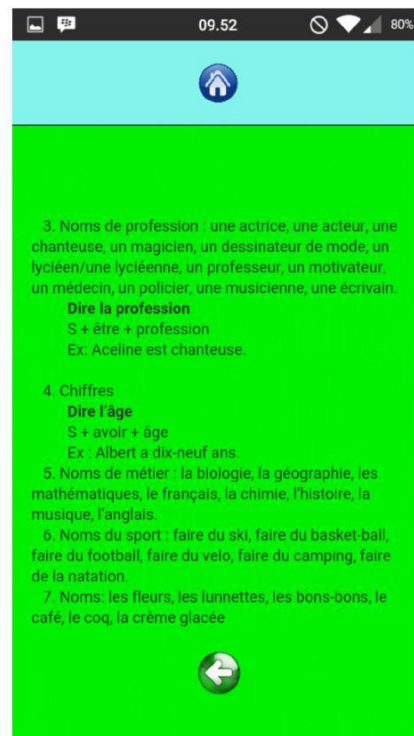 09.52
80%
3. Noms de profession : une actrice, une acteur, une
chanteuse, un magicien, un dessinateur de mode, un
lyciéen/une lyciéenne, un professeur, un motivateur,
un médecin, un policier, une musicienne, une écrivain.
Dire la profession
S + être + profession
Ex: Aceline est chanteuse.
4. Chiffres
Dire l'âge
S + avoir + âge
Ex : Albert a dix-neuf ans.
5. Noms de métier : la biologie, la géographie, les
mathématiques, le français, la chimie, l'histoire, la
musique, l'anglais.
6. Noms du sport : faire du ski, faire du basket-ball,
faire du football, faire du velo, faire du camping, faire
de la natation.
7. Noms: les fleurs, les lunnettes, les bons-bons, le
café, le coq, la crème glacée